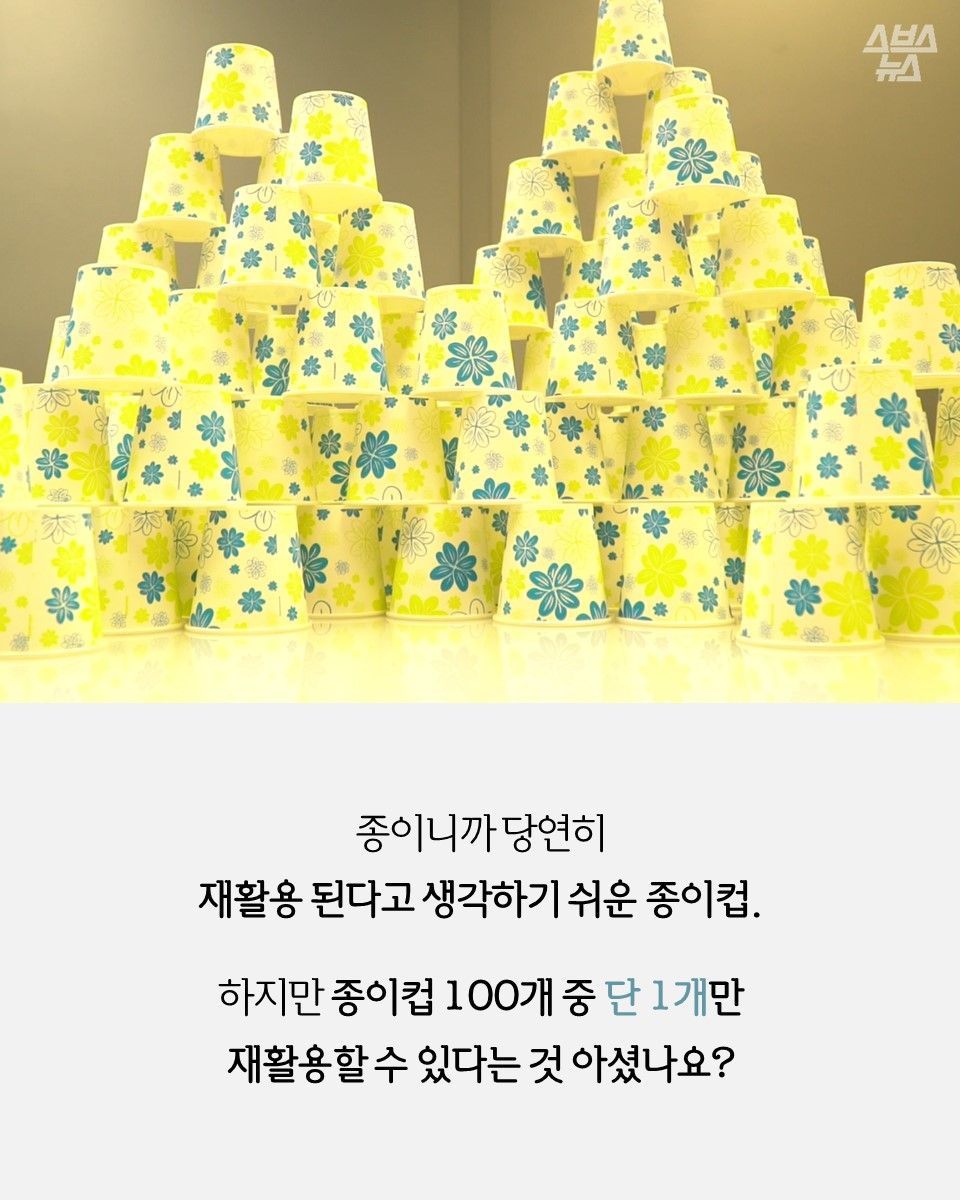 스브스
뉴스
종이니까 당연히
재활용 된다고 생각하기 쉬운 종이컵.
하지만 종이컵 100개 중 단 1개만
재활용할 수 있다는 것 아셨나요?